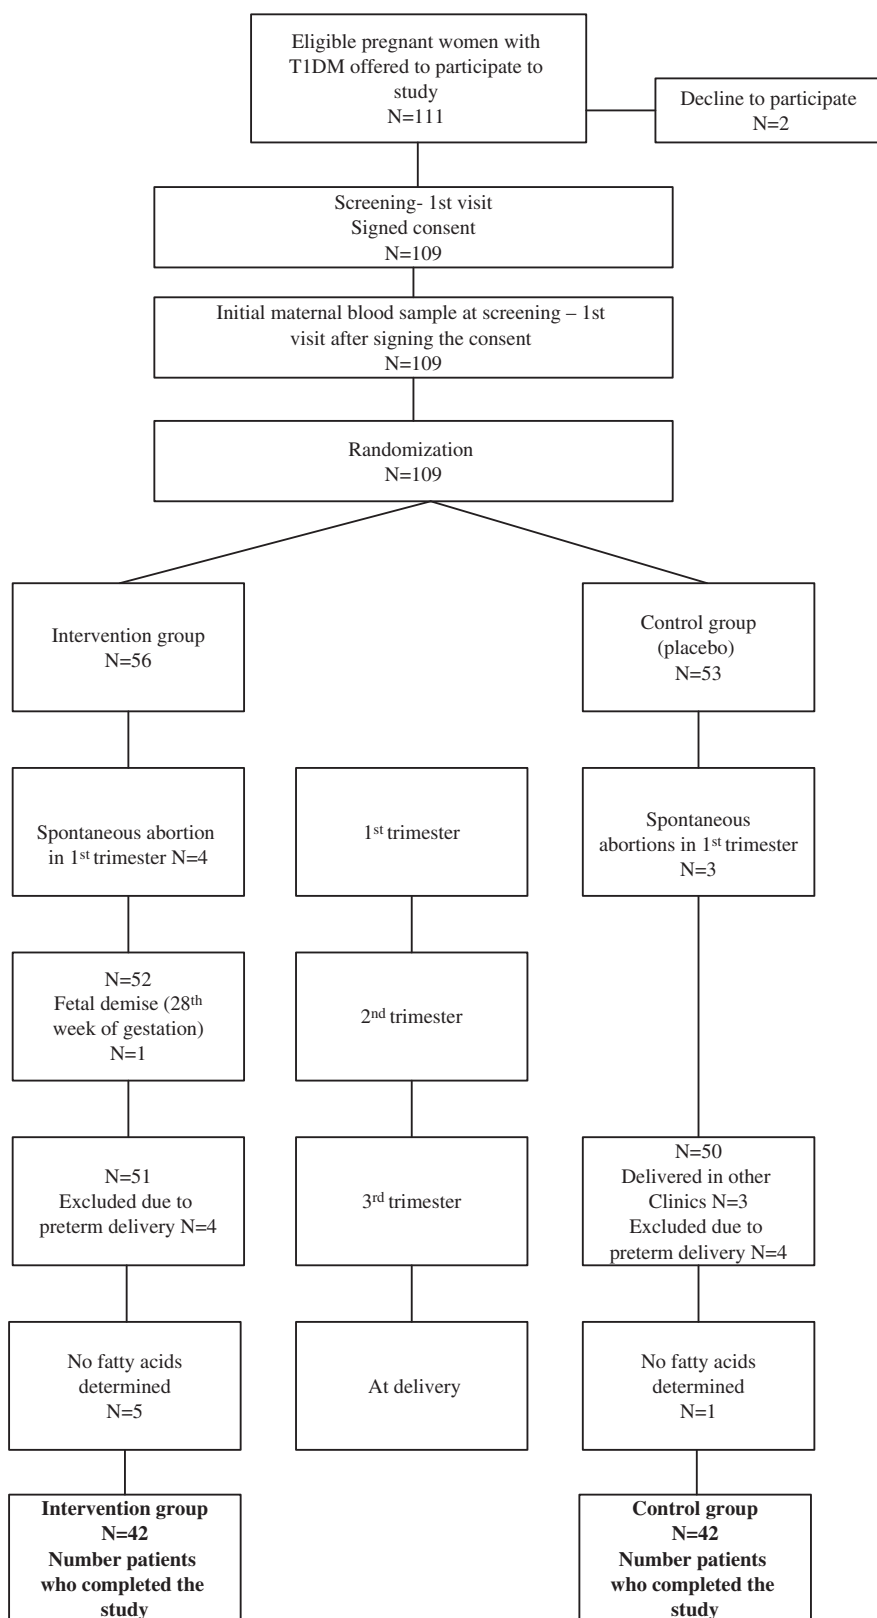 Eligible pregnant women with
T1DM offered to participate to
study
N=111
Decline to participate
N=2
Screening- 1st visit
Signed consent
N=109
Initial maternal blood sample at screening – 1st
visit after signing the consent
N=109
Randomization
N=109
Intervention group
N=56
Control group
(placebo)
N=53
Spontaneous abortion
in 1st trimester N=4
1st trimester
Spontaneous
abortions in 1st trimester
N=3
N=52
Fetal demise (28th
week of gestation)
N=1
2nd trimester
N=51
Excluded due to
preterm delivery N=4
3rd trimester
N=50
Delivered in other
Clinics N=3
Excluded due to
preterm delivery N=4
No fatty acids
determined
N=5
At delivery
No fatty acids
determined
N=1
Intervention group
N=42
Number patients
who completed the
study
Control group
N=42
Number patients
who completed the
study